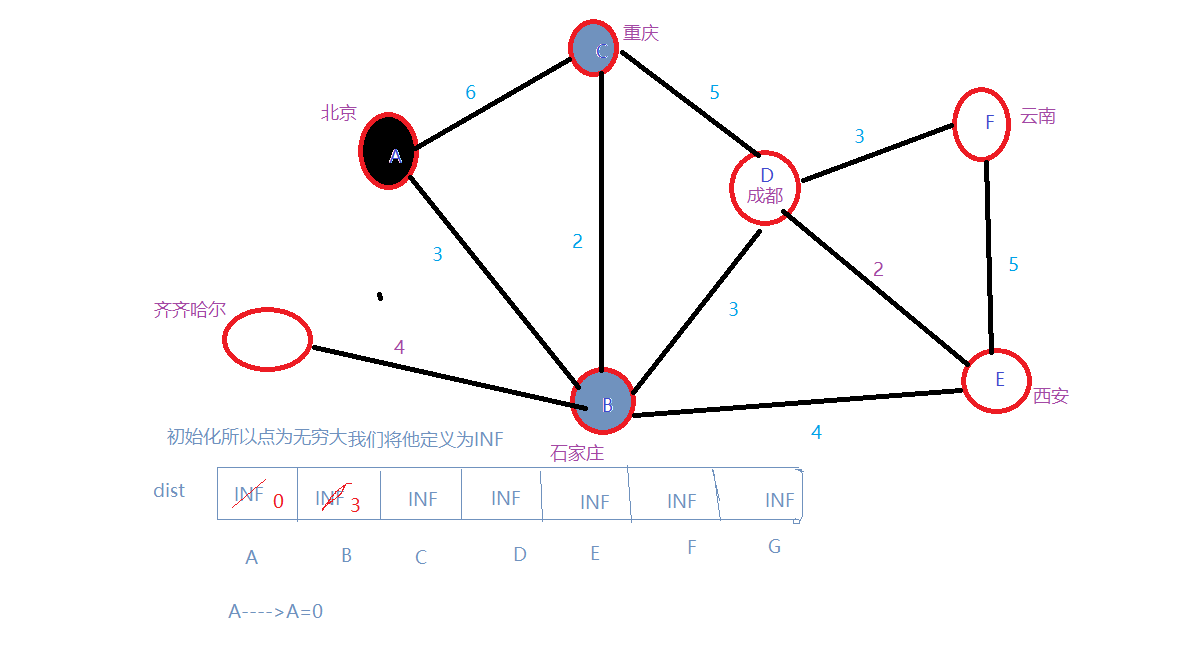 C 重庆
6
5
北京
A
F 云南
3
D
成都
3
2
2
5
齐齐哈尔
3
4
E
西安
B
4
初始化所以点为无穷大我们将他定义为INF
石家庄
dist INF 0 INF 3 INF INF INF INF INF
A B C D E F G
A---->A=0